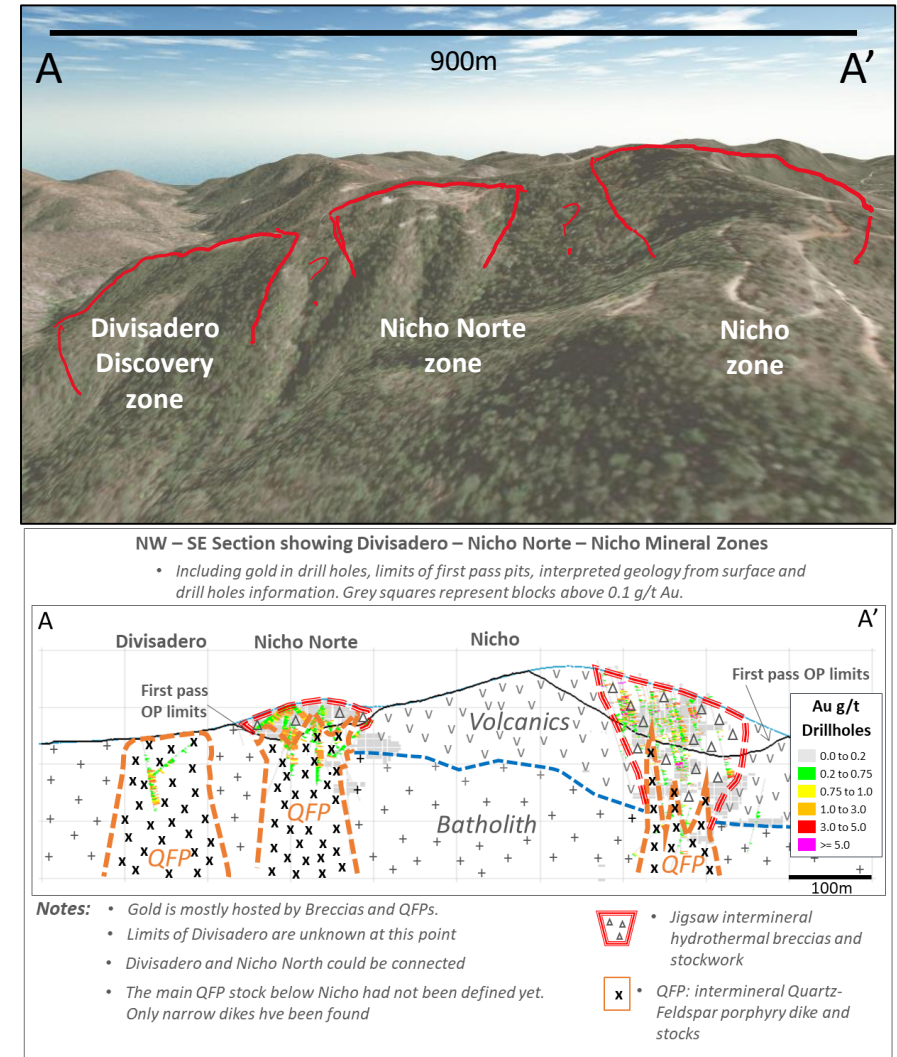 900m
A
A’
?
?
Divisadero
Discovery
zone
Nicho Norte
zone
Nicho
zone
NW – SE Section showing Divisadero – Nicho Norte – Nicho Mineral Zones
• Including gold in drill holes, limits of first pass pits, interpreted geology from surface and
drill holes information. Grey squares represent blocks above 0.1 g/t Au.
A
A’
Divisadero
Nicho Norte
Nicho
First pass
OP limits
First pass
OP limits
Volcanics
Batholith
QFP
QFP
QFP
Au g/t
Drillholes
0.0 to 0.2
0.2 to 0.75
0.75 to 1.0
1.0 to 3.0
3.0 to 5.0
>= 5.0
100m
Notes:
• Gold is mostly hosted by Breccias and QFPs.
• Limits of Divisadero are unknown at this point
• Divisadero and Nicho North could be connected
• The main QFP stock below Nicho had not been defined yet.
Only narrow dikes hve been found
• Jigsaw intermineral
hydrothermal breccias and
stockwork
x
• QFP: intermineral Quartz-
Feldspar porphyry dike and
stocks